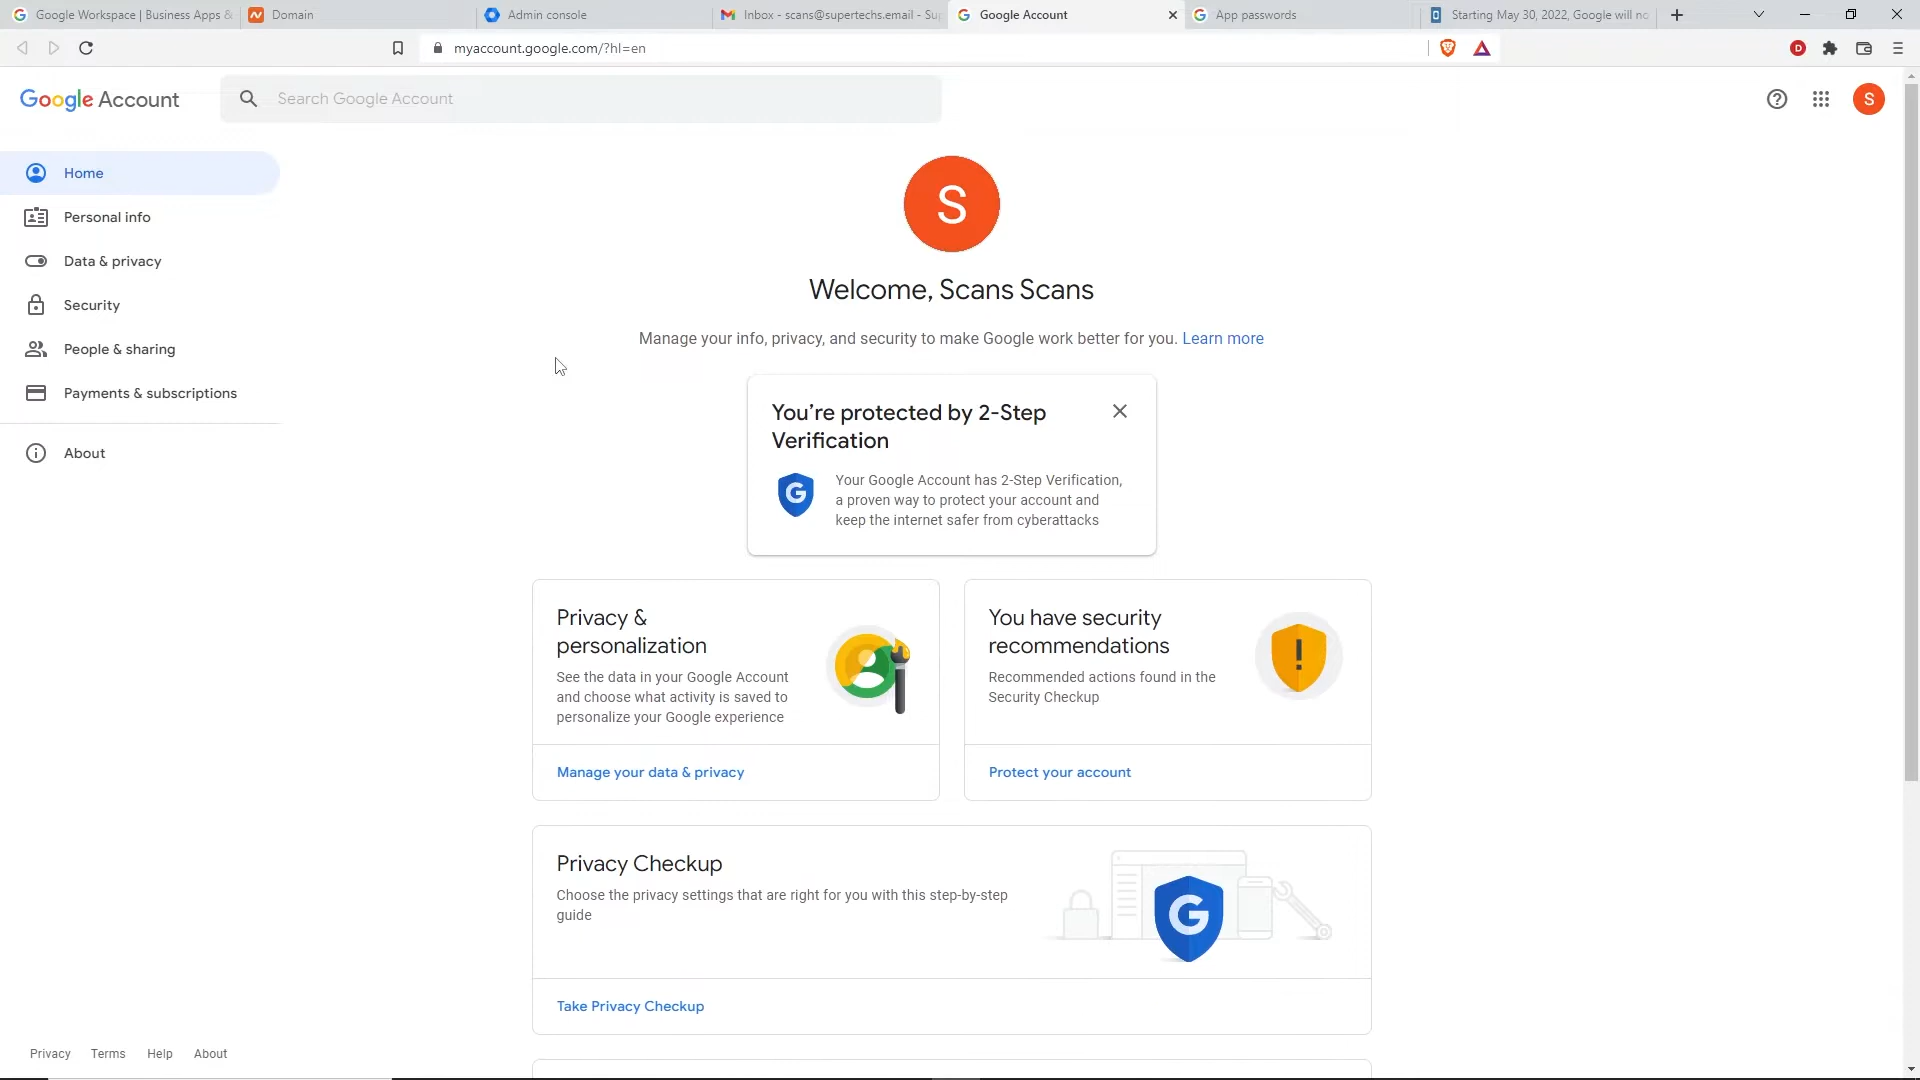 Google Workspace | Business Apps &
Domain
Admin console
Inbox - scans@supertechs.email - Su
Google Account
App passwords
Starting May 30, 2022, Google will no
myaccount.google.com/?hl=en
D
Google Account
Search Google Account
S
Home
Personal info
Data & privacy
Security
People & sharing
Payments & subscriptions
About
S
Welcome, Scans Scans
Manage your info, privacy, and security to make Google work better for you. Learn more
You’re protected by 2-Step
Verification
G
Your Google Account has 2-Step Verification,
a proven way to protect your account and
keep the internet safer from cyberattacks
Privacy &
personalization
See the data in your Google Account
and choose what activity is saved to
personalize your Google experience
Manage your data & privacy
You have security
recommendations
Recommended actions found in the
Security Checkup
!
Protect your account
Privacy Checkup
Choose the privacy settings that are right for you with this step-by-step
guide
G
Take Privacy Checkup
Privacy Terms Help About